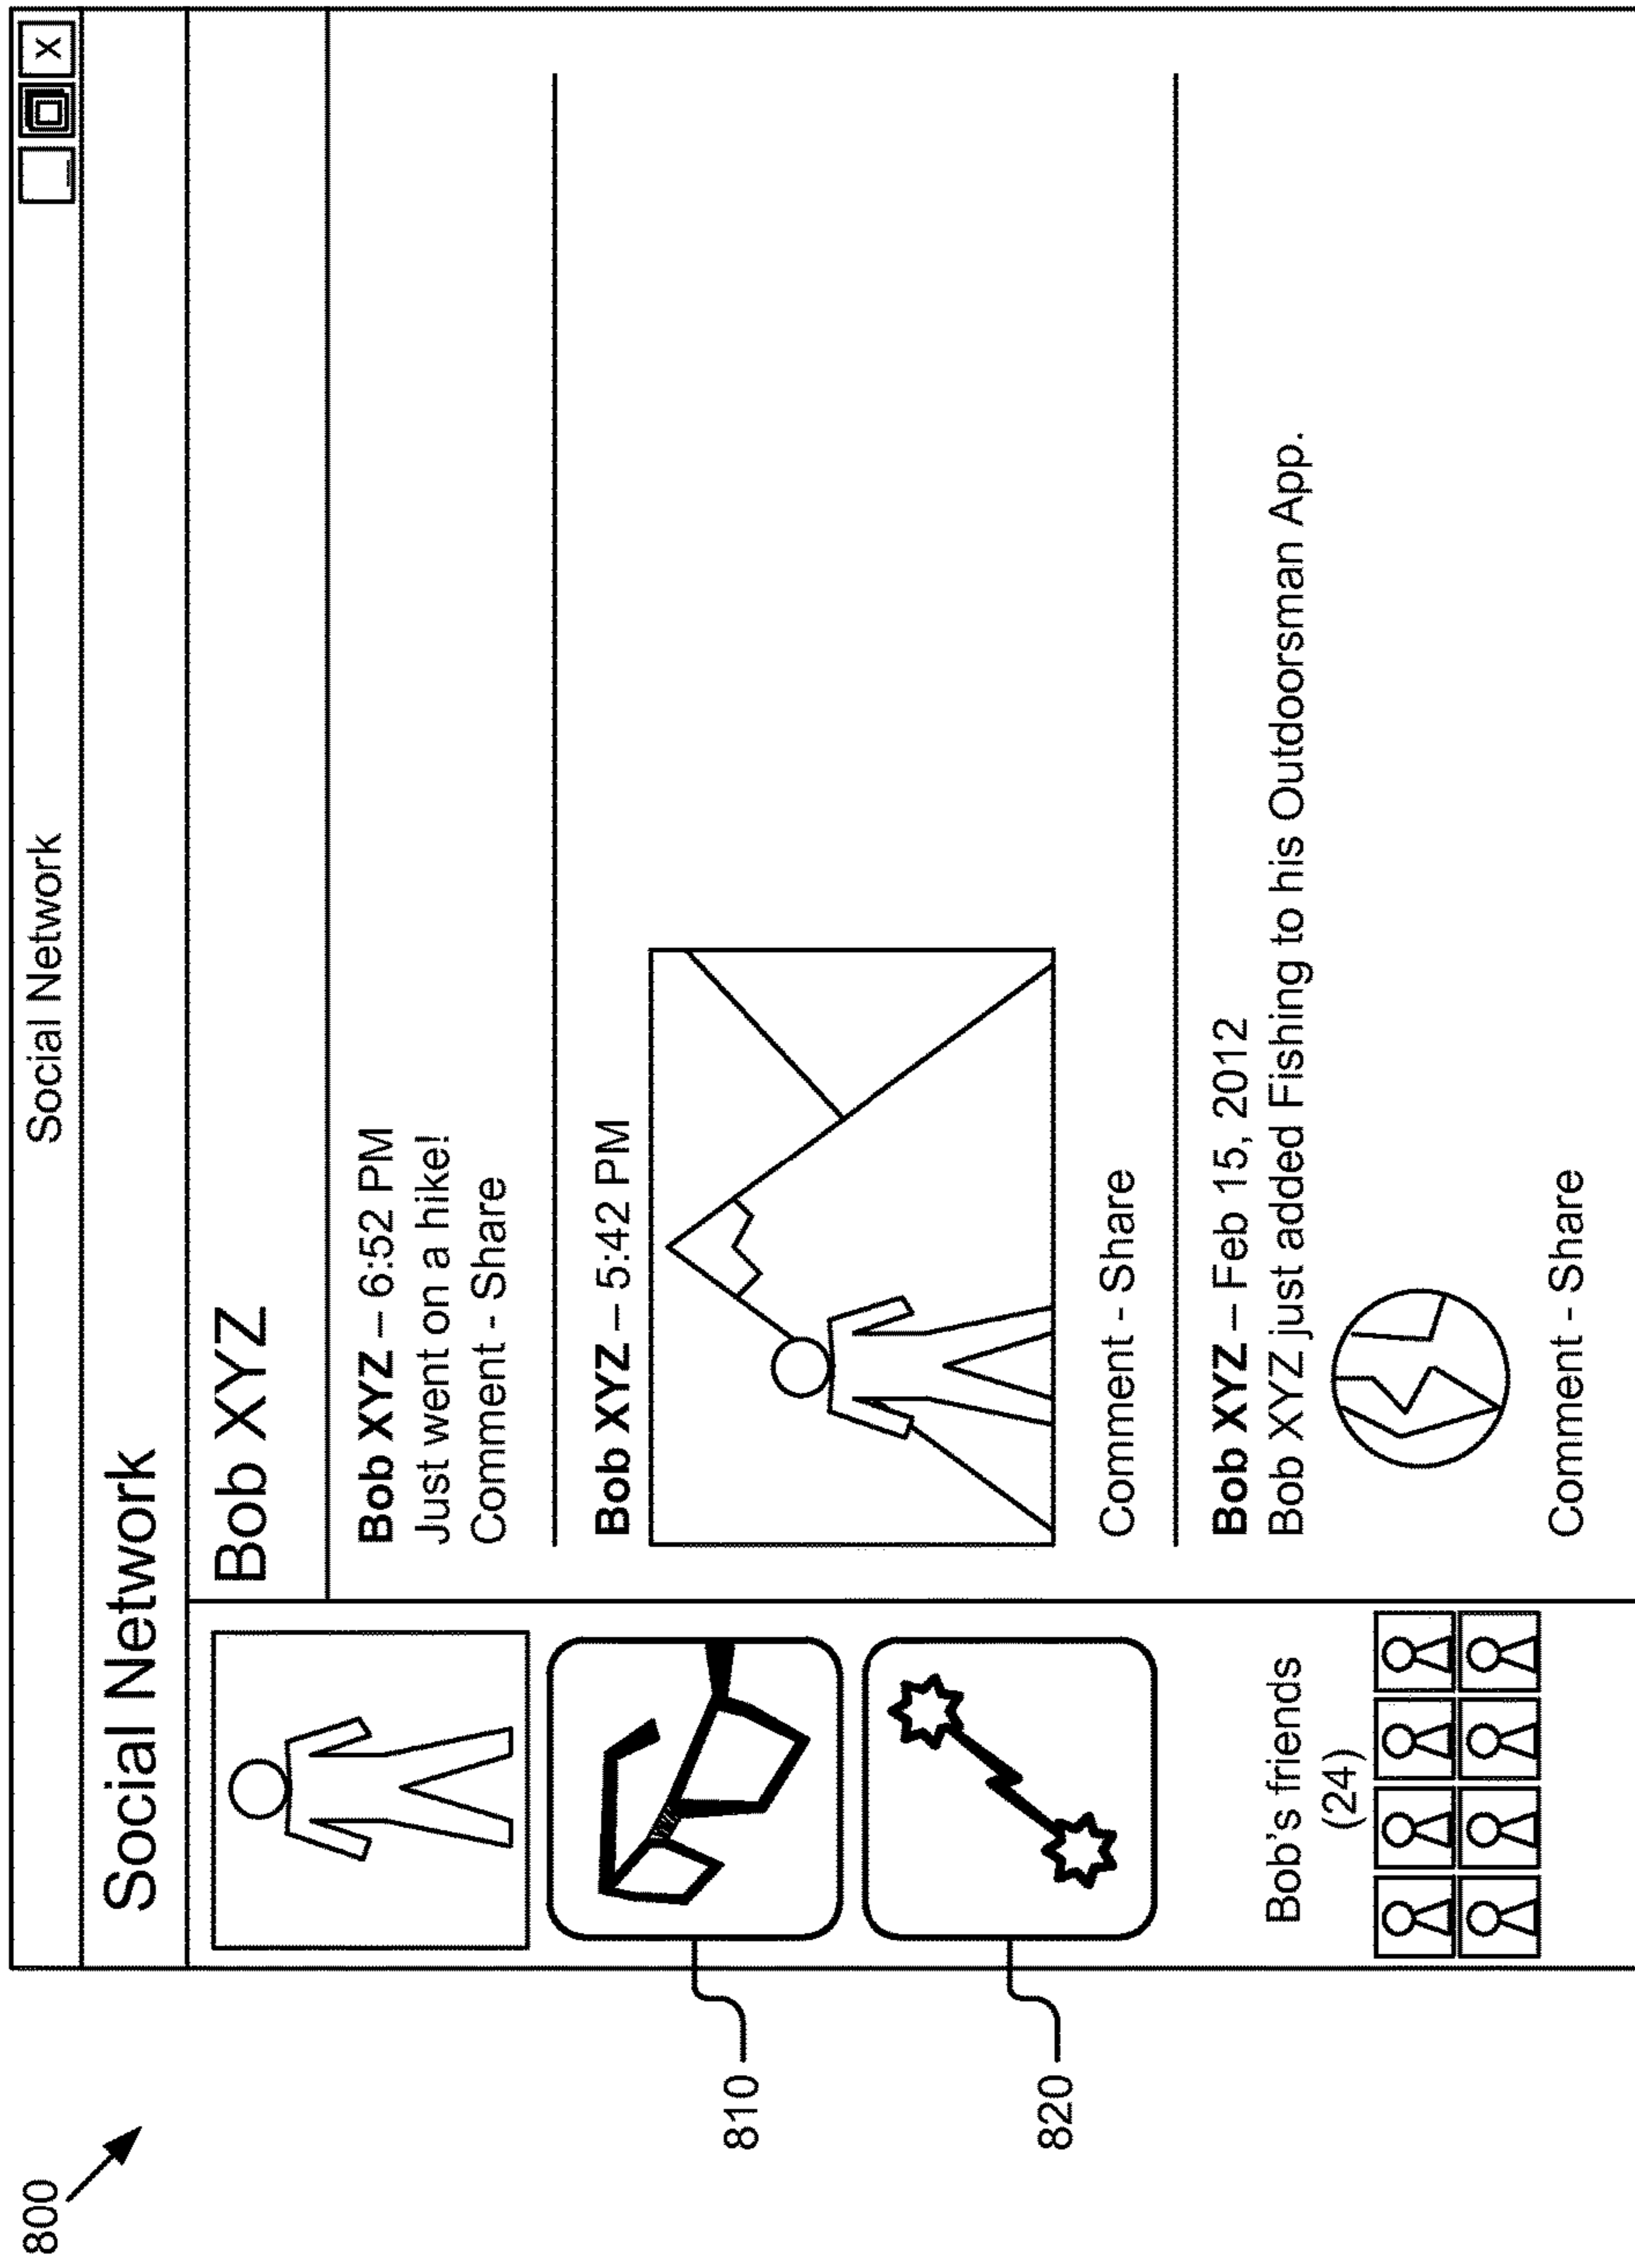 800
Social Network
X
Social Network
Bob XYZ
Bob XYZ – 6:52 PM
Just went on a hike!
Comment - Share
Bob XYZ – 5:42 PM
Comment - Share
Bob XYZ – Feb 15, 2012
Bob XYZ just added Fishing to his Outdoorsman App.
Comment - Share
810
820
Bob's friends
(24)